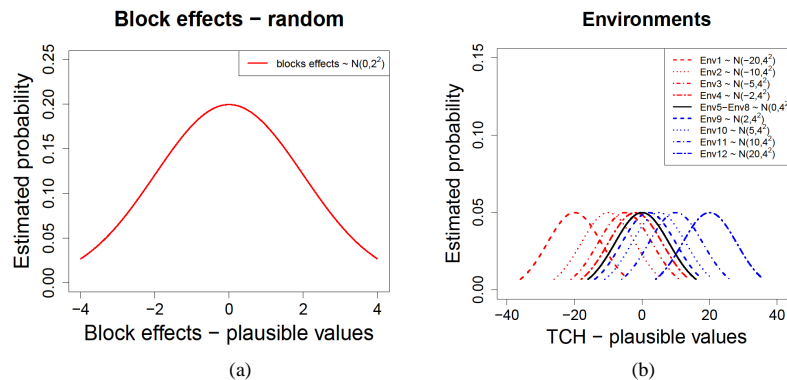 Block effects − random
Estimated probability
0.25
0.20
0.15
0.10
0.05
0.00
blocks effects ~ N(0,2²)
−4
−2
0
2
4
Block effects − plausible values
(a)
Environments
Estimated probability
0.15
0.10
0.05
0.00
Env1 ~ N(−20,4²)
Env2 ~ N(−10,4²)
Env3 ~ N(−5,4²)
Env4 ~ N(−2,4²)
Env5−Env8 ~ N(0,4²)
Env9 ~ N(2,4²)
Env10 ~ N(5,4²)
Env11 ~ N(10,4²)
Env12 ~ N(20,4²)
−40
−20
0
20
40
TCH − plausible values
(b)